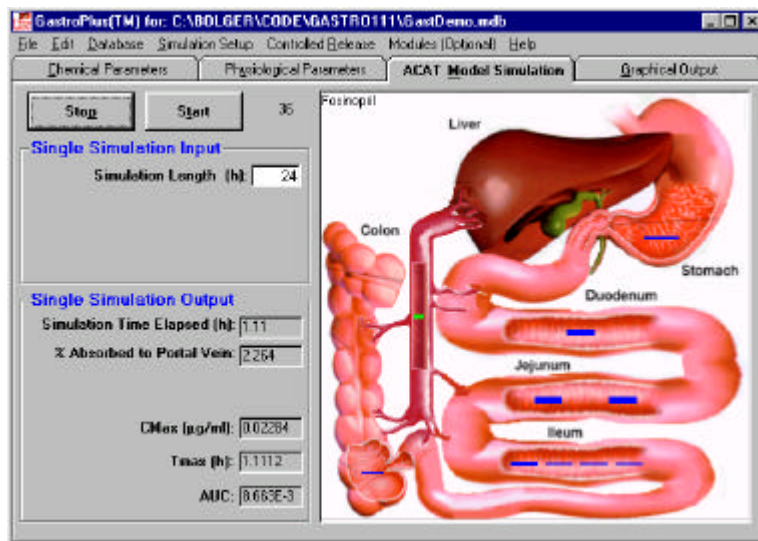 GastroPlus(TM) for: C:\BOLGER\CODE\GASTRO111\GastDemo.mdb
File Edit Database Simulation Setup Controlled Release Modules (Optional) Help
Chemical Parameters Physiological Parameters ACAT Model Simulation Graphical Output
Stop Start 36
Single Simulation Input
Simulation Length (h): 24
Single Simulation Output
Simulation Time Elapsed (h): 1.11
% Absorbed to Portal Vein: 2.264
CMax (µg/ml): 0.02284
Tmax (h): 1.1112
AUC: 8.663E-3
Fosinopril
Liver
Colon
Stomach
Duodenum
Jejunum
Ileum